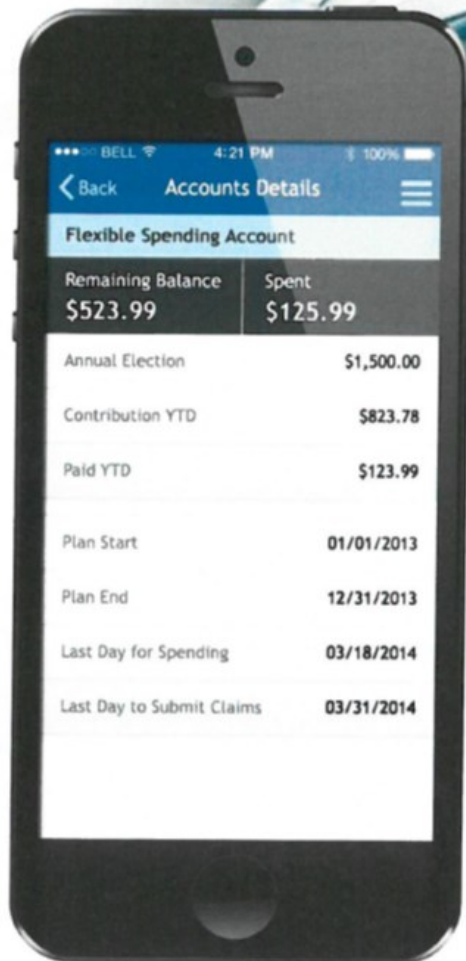 BELL 4:21 PM 100%
Back Accounts Details
Flexible Spending Account
Remaining Balance Spent
$523.99 $125.99
Annual Election $1,500.00
Contribution YTD $823.78
Paid YTD $123.99
Plan Start 01/01/2013
Plan End 12/31/2013
Last Day for Spending 03/18/2014
Last Day to Submit Claims 03/31/2014